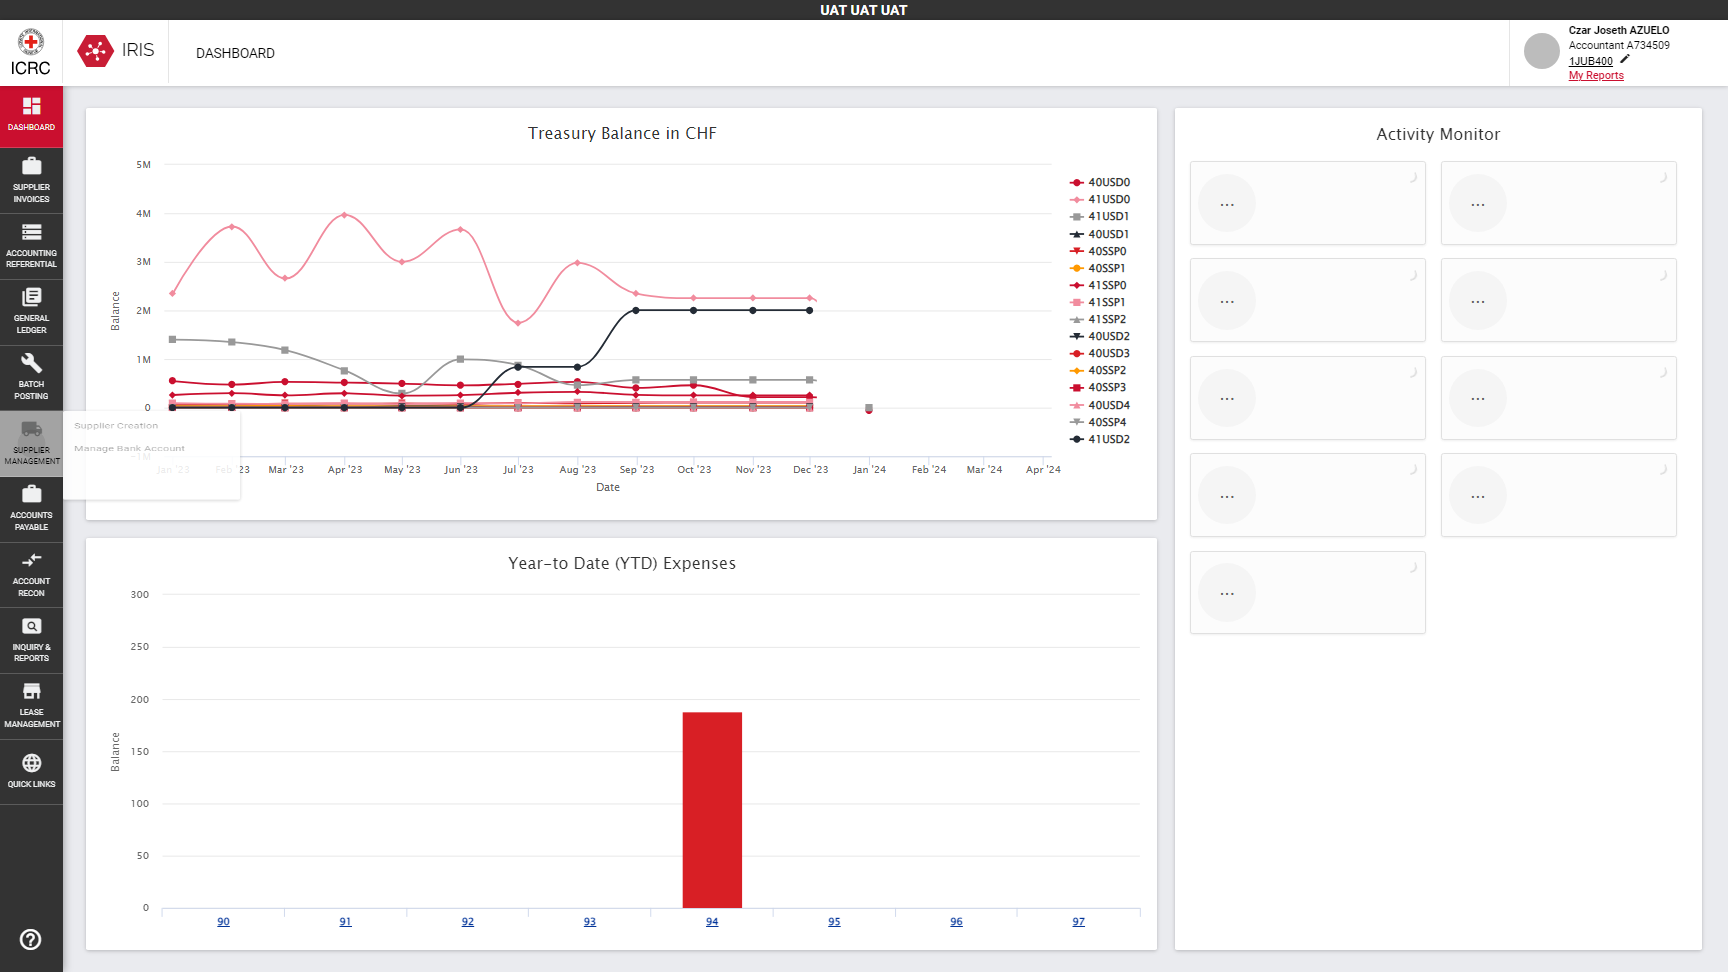 UAT UAT UAT
ICRC
IRIS
DASHBOARD
Czar Joseth AZUELO
Accountant A734509
1JUB400
My Reports
DASHBOARD
SUPPLIER
INVOICES
ACCOUNTING
REFERENTIAL
GENERAL
LEDGER
BATCH
POSTING
SUPPLIER
MANAGEMENT
ACCOUNTS
PAYABLE
ACCOUNT
RECON
INQUIRY &
REPORTS
LEASE
MANAGEMENT
QUICK LINKS
Supplier Creation
Manage Bank Account
Treasury Balance in CHF
5M
4M
3M
2M
1M
0
-1M
Balance
Jan '23 Feb '23 Mar '23 Apr '23 May '23 Jun '23 Jul '23 Aug '23 Sep '23 Oct '23 Nov '23 Dec '23 Jan '24 Feb '24 Mar '24 Apr '24
Date
40USD0
41USD0
41USD1
40USD1
40SSP0
40SSP1
41SSP0
41SSP1
41SSP2
40USD2
40USD3
40SSP2
40SSP3
40USD4
40SSP4
41USD2
Year-to Date (YTD) Expenses
300
250
200
150
100
50
0
Balance
90 91 92 93 94 95 96 97
Activity Monitor
... ...
... ...
... ...
... ...
...